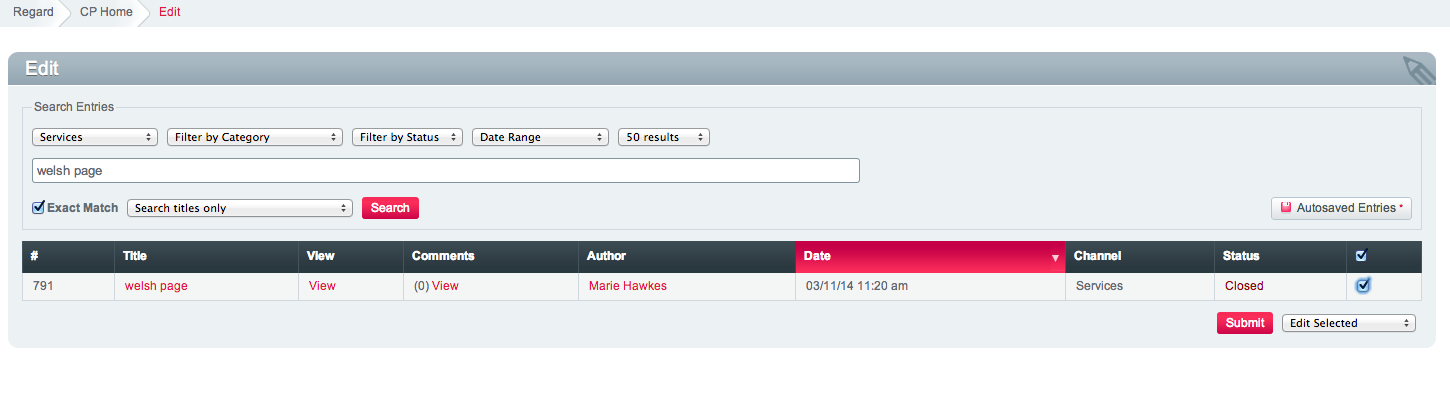 Regard CP Home Edit
Edit
Search Entries
Services Filter by Category Filter by Status Date Range 50 results
welsh page
Exact Match Search titles only Search Autosaved Entries *
# Title View Comments Author Date Channel Status
791 welsh page View (0) View Marie Hawkes 03/11/14 11:20 am Services Closed
Submit Edit Selected